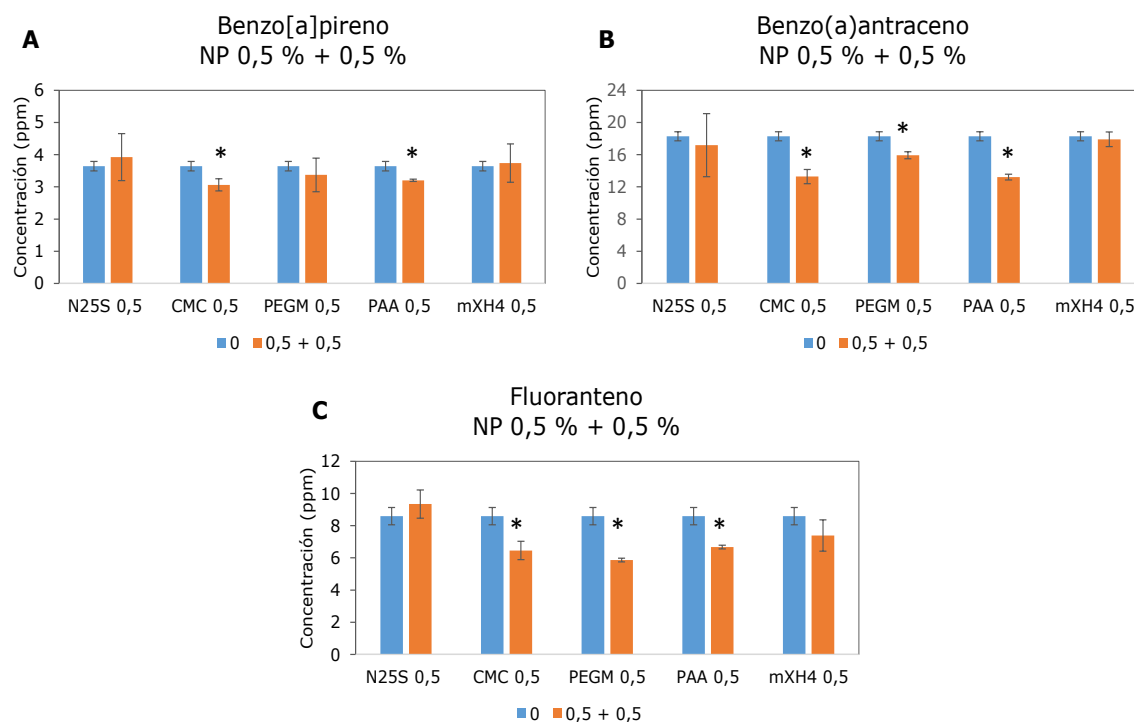 A
Benzo[a]pireno
NP 0,5 % + 0,5 %
Concentración (ppm)
6
5
4
3
2
1
0
*
*
N25S 0,5 CMC 0,5 PEGM 0,5 PAA 0,5 mXH4 0,5
0 0,5 + 0,5
B
Benzo(a)antraceno
NP 0,5 % + 0,5 %
Concentración (ppm)
24
20
16
12
8
4
0
*
*
*
N25S 0,5 CMC 0,5 PEGM 0,5 PAA 0,5 mXH4 0,5
0 0,5 + 0,5
C
Fluoranteno
NP 0,5 % + 0,5 %
Concentración (ppm)
12
10
8
6
4
2
0
*
*
*
N25S 0,5 CMC 0,5 PEGM 0,5 PAA 0,5 mXH4 0,5
0 0,5 + 0,5